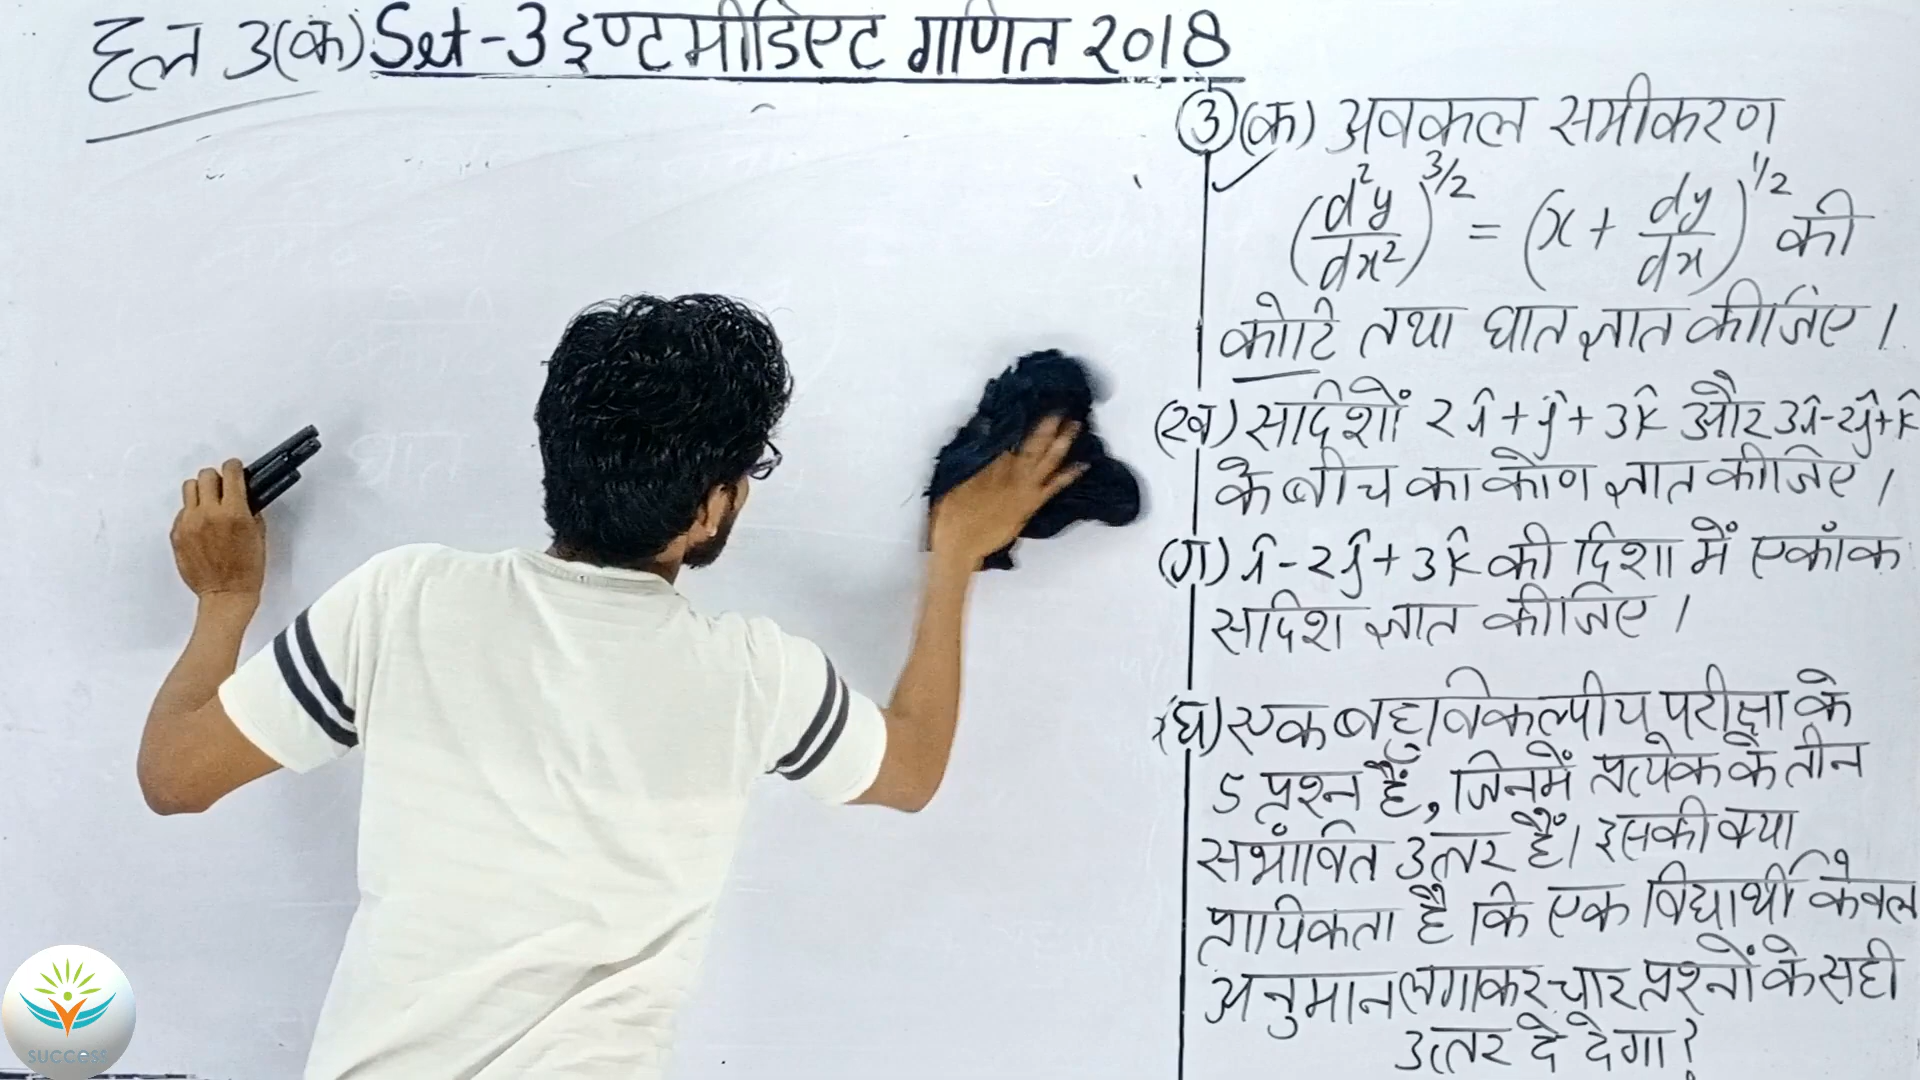 हल 3(क) Set-3 इण्टमीडिएट गणित 2018
③(क) अवकल समीकरण
(d²y/dx²)^3/2 = (x + dy/dx)^1/2 की
कोटि तथा घात ज्ञात कीजिए।
(ख) सदिशों 2î+ĵ+3k̂ और 3î-2ĵ+k̂
के बीच का कोण ज्ञात कीजिए।
(ग) î-2ĵ+3k̂ की दिशा में एकांक
सदिश ज्ञात कीजिए।
(घ) एक बहुविकल्पीय परीक्षा के
5 प्रश्न हैं, जिनमें प्रत्येक के तीन
संभावित उत्तर हैं। इसकी क्या
प्रायिकता है कि एक विद्यार्थी केवल
अनुमान लगाकर चार प्रश्नों के सही
उत्तर दे देगा?
घात
SUCCESS